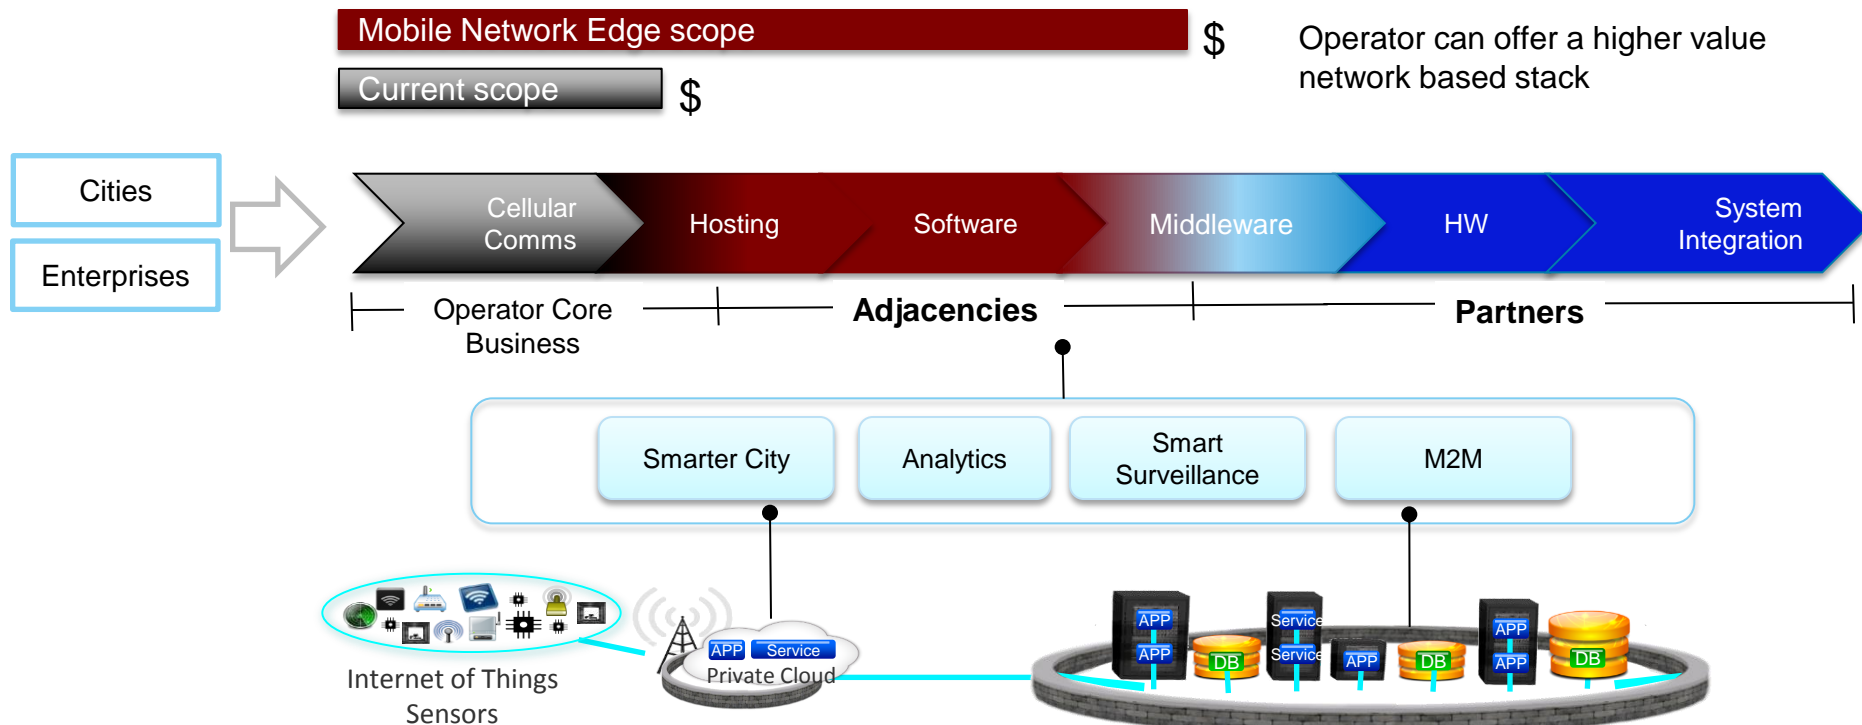 Mobile Network Edge scope
$
Operator can offer a higher value
network based stack
Current scope
$
Cities
Enterprises
Cellular
Comms
Hosting
Software
Middleware
HW
System
Integration
Operator Core
Business
Adjacencies
Partners
Smarter City
Analytics
Smart
Surveillance
M2M
APP
Service
Private Cloud
Internet of Things
Sensors
APP
APP
DB
Service
Service
APP
DB
APP
APP
DB